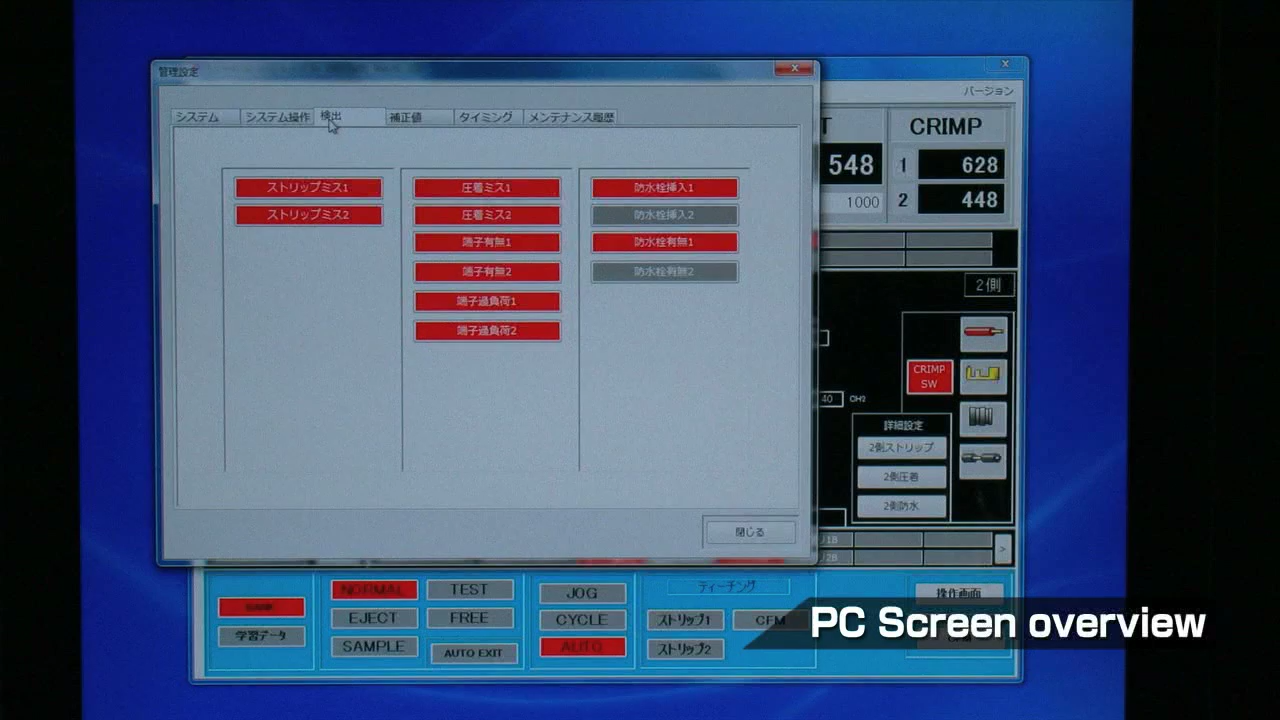 管理設定
バージョン
システム システム操作 検出 補正値 タイミング メンテナンス履歴
ストリップミス1
ストリップミス2
圧着ミス1
圧着ミス2
端子有無1
端子有無2
端子過負荷1
端子過負荷2
防水栓挿入1
防水栓挿入2
防水栓有無1
防水栓有無2
閉じる
T
548
1000
CRIMP
1 628
2 448
2側
CRIMP
SW
40 CH2
詳細設定
2側ストリップ
2側圧着
2側防水
>
学習データ
NORMAL TEST
EJECT FREE
SAMPLE AUTO EXIT
JOG
CYCLE
AUTO
ティーチング
ストリップ1 CFM
ストリップ2
操作画面
PC Screen overview